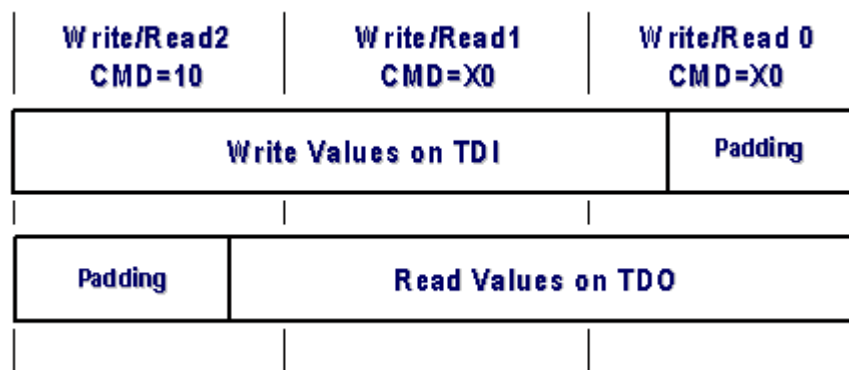 Write/Read2 Write/Read1 Write/Read 0
CMD=10 CMD=X0 CMD=X0
Write Values on TDI Padding
Padding Read Values on TDO